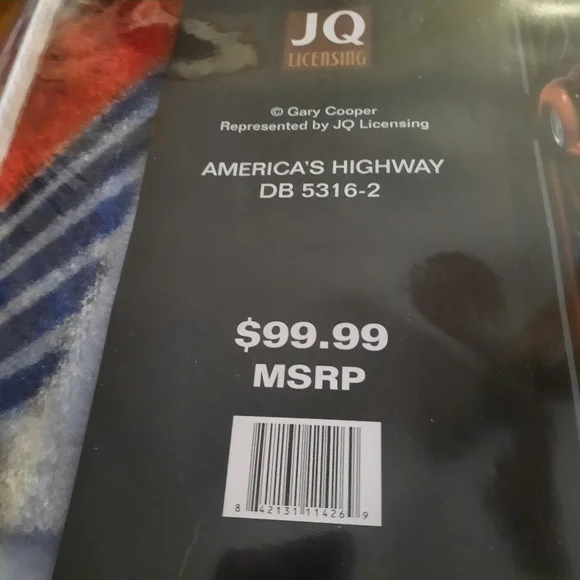 JQ
LICENSING
© Gary Cooper
Represented by JQ Licensing
AMERICA'S HIGHWAY
DB 5316-2
$99.99
MSRP
8 42131 11426 9